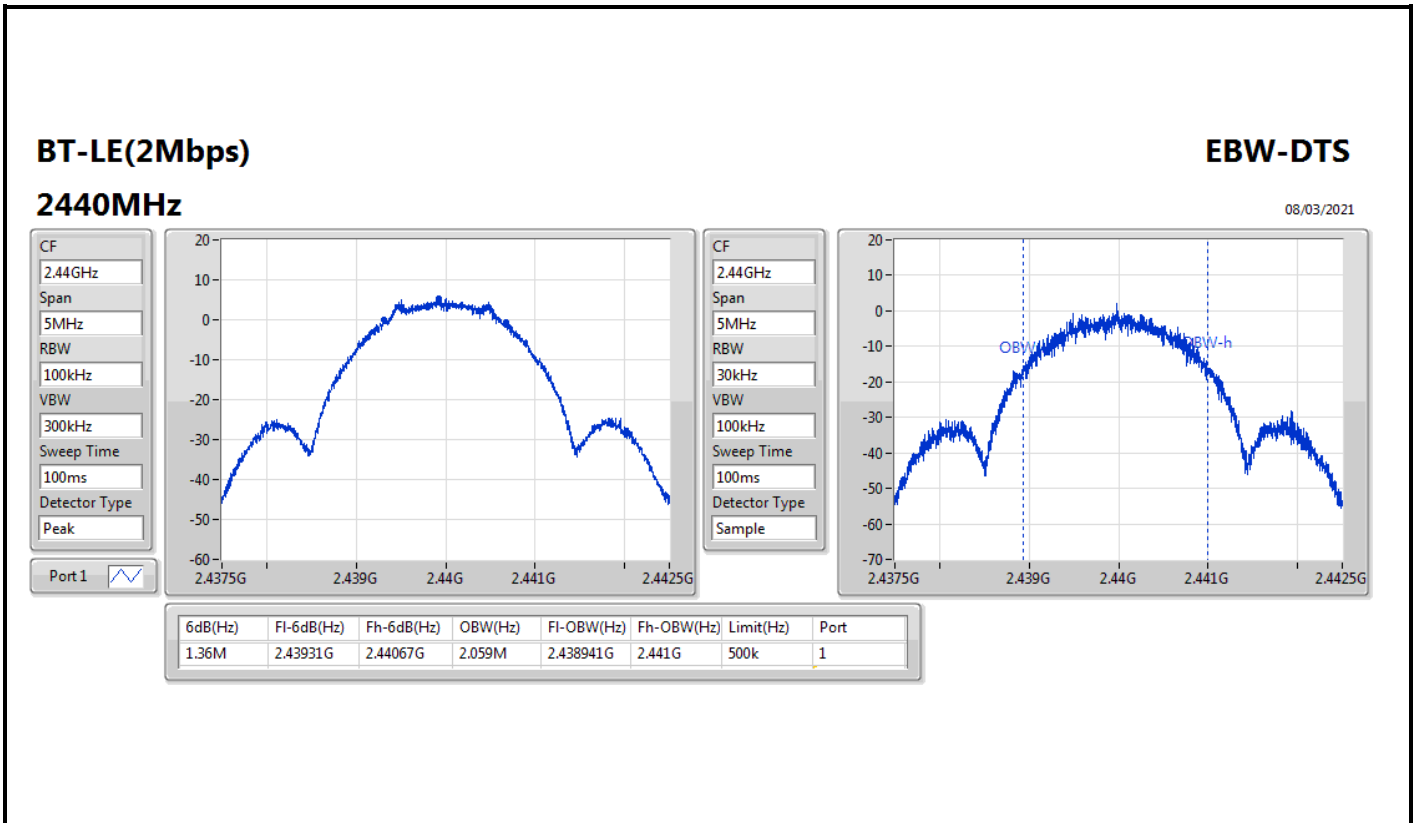 BT-LE(2Mbps)
EBW-DTS
2440MHz
08/03/2021
CF
2.44GHz
Span
5MHz
RBW
100kHz
VBW
300kHz
Sweep Time
100ms
Detector Type
Peak
Port 1
20
10
0
-10
-20
-30
-40
-50
-60
2.4375G 2.439G 2.44G 2.441G 2.4425G
CF
2.44GHz
Span
5MHz
RBW
30kHz
VBW
100kHz
Sweep Time
100ms
Detector Type
Sample
20
10
0
-10
-20
-30
-40
-50
-60
-70
OBW-h
2.4375G 2.439G 2.44G 2.441G 2.4425G
6dB(Hz) Fl-6dB(Hz) Fh-6dB(Hz) OBW(Hz) Fl-OBW(Hz) Fh-OBW(Hz) Limit(Hz) Port
1.36M 2.43931G 2.44067G 2.059M 2.438941G 2.441G 500k 1